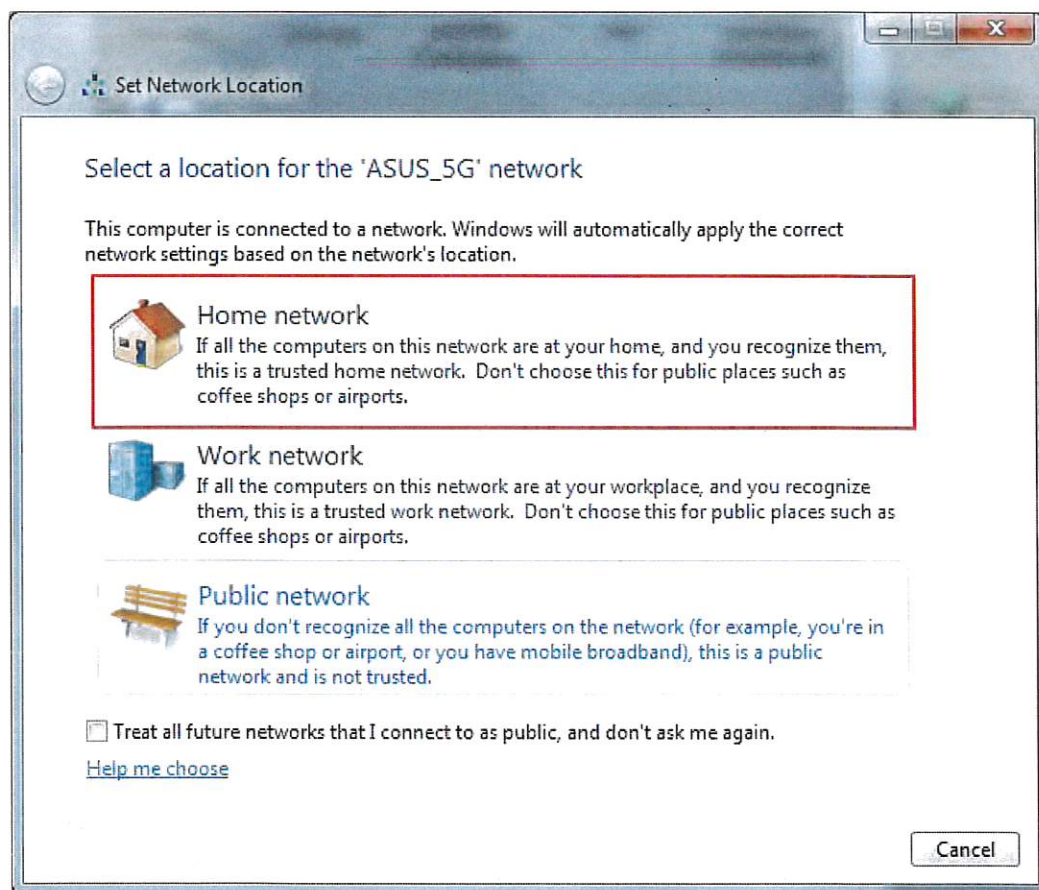 Set Network Location
Select a location for the 'ASUS_5G' network
This computer is connected to a network. Windows will automatically apply the correct
network settings based on the network's location.
Home network
If all the computers on this network are at your home, and you recognize them,
this is a trusted home network. Don't choose this for public places such as
coffee shops or airports.
Work network
If all the computers on this network are at your workplace, and you recognize
them, this is a trusted work network. Don't choose this for public places such as
coffee shops or airports.
Public network
If you don't recognize all the computers on the network (for example, you're in
a coffee shop or airport, or you have mobile broadband), this is a public
network and is not trusted.
Treat all future networks that I connect to as public, and don't ask me again.
Help me choose
Cancel